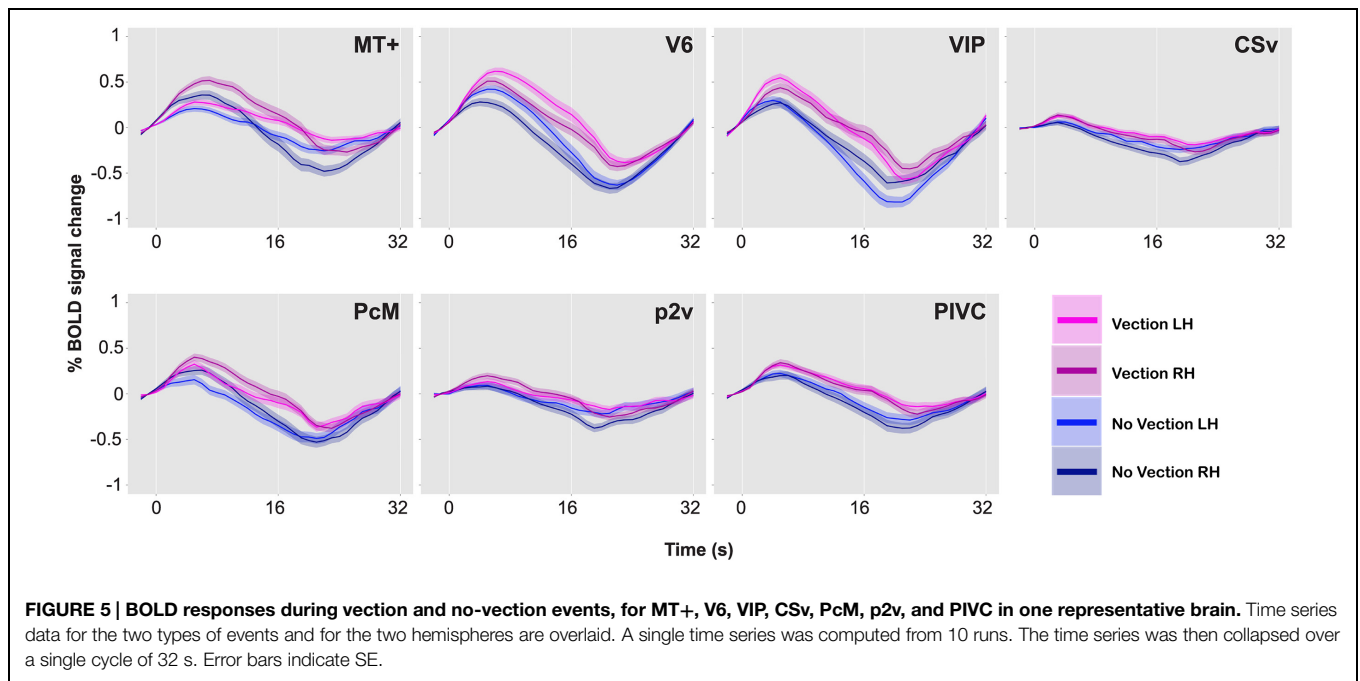 MT+
V6
VIP
CSv
1
0.5
0
-0.5
-1
0 16 32
0 16 32
0 16 32
0 16 32
% BOLD signal change
PcM
p2v
PIVC
1
0.5
0
-0.5
-1
0 16 32
0 16 32
0 16 32
Vection LH
Vection RH
No Vection LH
No Vection RH
Time (s)
FIGURE 5 | BOLD responses during vection and no-vection events, for MT+, V6, VIP, CSv, PcM, p2v, and PIVC in one representative brain. Time series
data for the two types of events and for the two hemispheres are overlaid. A single time series was computed from 10 runs. The time series was then collapsed over
a single cycle of 32 s. Error bars indicate SE.